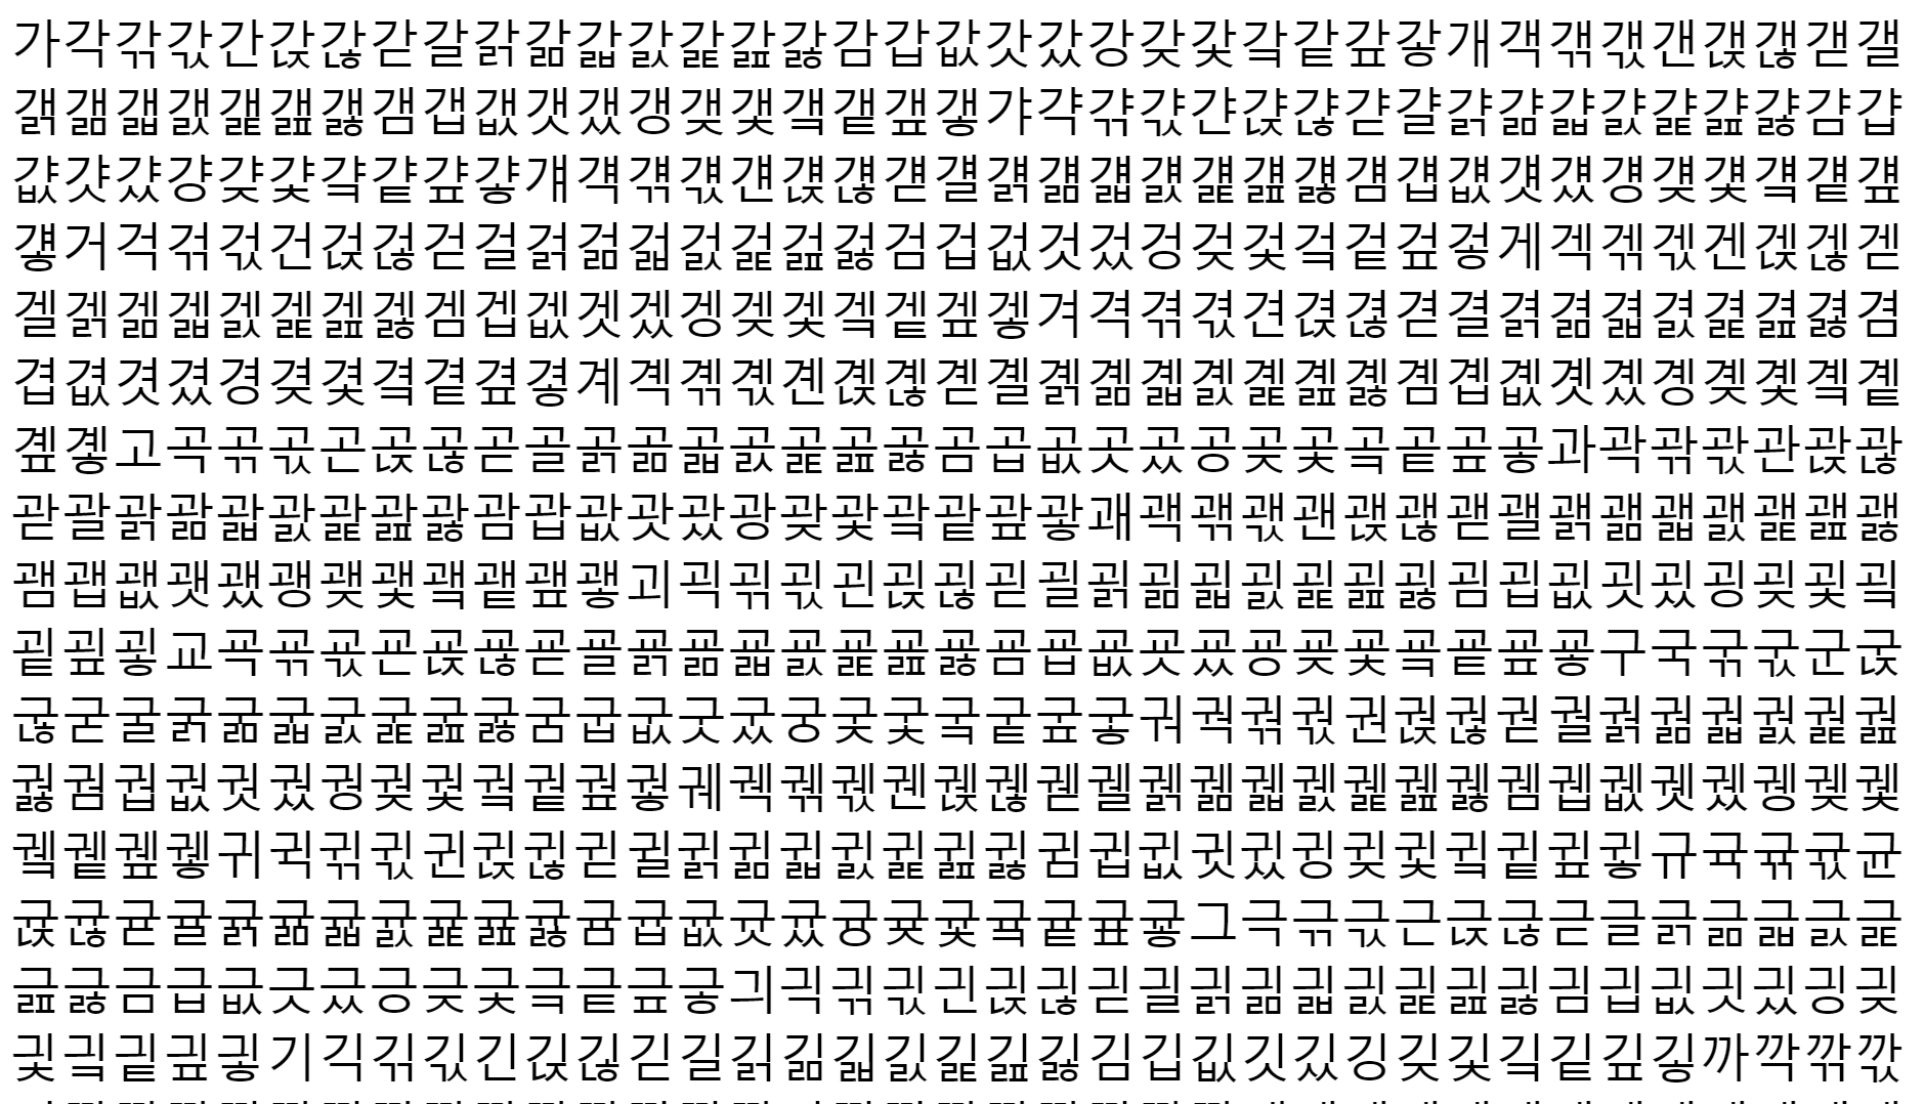 가각갂갃간갅갆갇갈갉갊갋갌갍갎갏감갑값갓갔강갖갗갘같갚갛개객갞갟갠갡갢갣갤
갥갦갧갨갩갪갫갬갭갮갯갰갱갲갳갴갵갶갷갸갹갺갻갼갽갾갿걀걁걂걃걄걅걆걇걈걉
걊걋걌걍걎걏걐걑걒걓걔걕걖걗걘걙걚걛걜걝걞걟걠걡걢걣걤걥걦걧걨걩걪걫걬걭걮
걯거걱걲걳건걵걶걷걸걹걺걻걼걽걾걿검겁겂것겄겅겆겇겈겉겊겋게겍겎겏겐겑겒겓
겔겕겖겗겘겙겚겛겜겝겞겟겠겡겢겣겤겥겦겧겨격겪겫견겭겮겯결겱겲겳겴겵겶겷겸
겹겺겻겼경겾겿곀곁곂곃계곅곆곇곈곉곊곋곌곍곎곏곐곑곒곓곔곕곖곗곘곙곚곛곜곝
곞곟고곡곢곣곤곥곦곧골곩곪곫곬곭곮곯곰곱곲곳곴공곶곷곸곹곺곻과곽곾곿관괁괂
괃괄괅괆괇괈괉괊괋괌괍괎괏괐광괒괓괔괕괖괗괘괙괚괛괜괝괞괟괠괡괢괣괤괥괦괧
괨괩괪괫괬괭괮괯괰괱괲괳괴괵괶괷괸괹괺괻괼괽괾괿굀굁굂굃굄굅굆굇굈굉굊굋굌
굍굎굏교굑굒굓굔굕굖굗굘굙굚굛굜굝굞굟굠굡굢굣굤굥굦굧굨굩굪굫구국굮굯군굱
굲굳굴굵굶굷굸굹굺굻굼굽굾굿궀궁궂궃궄궅궆궇궈궉궊궋권궍궎궏궐궑궒궓궔궕궖
궗궘궙궚궛궜궝궞궟궠궡궢궣궤궥궦궧궨궩궪궫궬궭궮궯궰궱궲궳궴궵궶궷궸궹궺궻
궼궽궾궿귀귁귂귃귄귅귆귇귈귉귊귋귌귍귎귏귐귑귒귓귔귕귖귗귘귙귚귛규귝귞귟균
귡귢귣귤귥귦귧귨귩귪귫귬귭귮귯귰귱귲귳귴귵귶귷그극귺귻근귽귾귿글긁긂긃긄긅
긆긇금급긊긋긌긍긎긏긐긑긒긓긔긕긖긗긘긙긚긛긜긝긞긟긠긡긢긣긤긥긦긧긨긩긪
긫긬긭긮긯기긱긲긳긴긵긶긷길긹긺긻긼긽긾긿김깁깂깃깄깅깆깇깈깉깊깋까깍깎깏